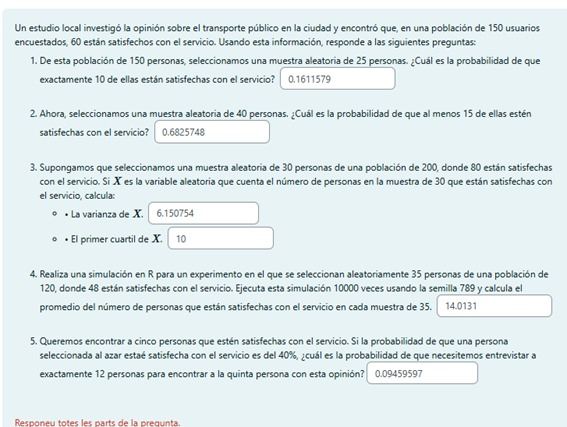 Un estudio local investigó la opinión sobre el transporte público en la ciudad y encontró que, en una población de 150 usuarios
encuestados, 60 están satisfechos con el servicio. Usando esta información, responde a las siguientes preguntas:
1. De esta población de 150 personas, seleccionamos una muestra aleatoria de 25 personas. ¿Cuál es la probabilidad de que
exactamente 10 de ellas están satisfechas con el servicio? 0.1611579
2. Ahora, seleccionamos una muestra aleatoria de 40 personas. ¿Cuál es la probabilidad de que al menos 15 de ellas estén
satisfechas con el servicio? 0.6825748
3. Supongamos que seleccionamos una muestra aleatoria de 30 personas de una población de 200, donde 80 están satisfechas
con el servicio. Si X es la variable aleatoria que cuenta el número de personas en la muestra de 30 que están satisfechas con
el servicio, calcula:
• La varianza de X. 6.150754
• El primer cuartil de X. 10
4. Realiza una simulación en R para un experimento en el que se seleccionan aleatoriamente 35 personas de una población de
120, donde 48 están satisfechas con el servicio. Ejecuta esta simulación 10000 veces usando la semilla 789 y calcula el
promedio del número de personas que están satisfechas con el servicio en cada muestra de 35. 14.0131
5. Queremos encontrar a cinco personas que estén satisfechas con el servicio. Si la probabilidad de que una persona
seleccionada al azar estaé satisfecha con el servicio es del 40%, ¿cuál es la probabilidad de que necesitemos entrevistar a
exactamente 12 personas para encontrar a la quinta persona con esta opinión? 0.09459597
Responeu totes les parts de la pregunta.